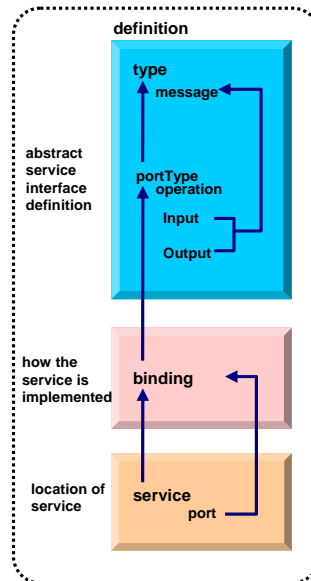 definition
type
message
abstract
service
interface
definition
portType
operation
Input
Output
how the
service is
implemented
binding
location of
service
service
port